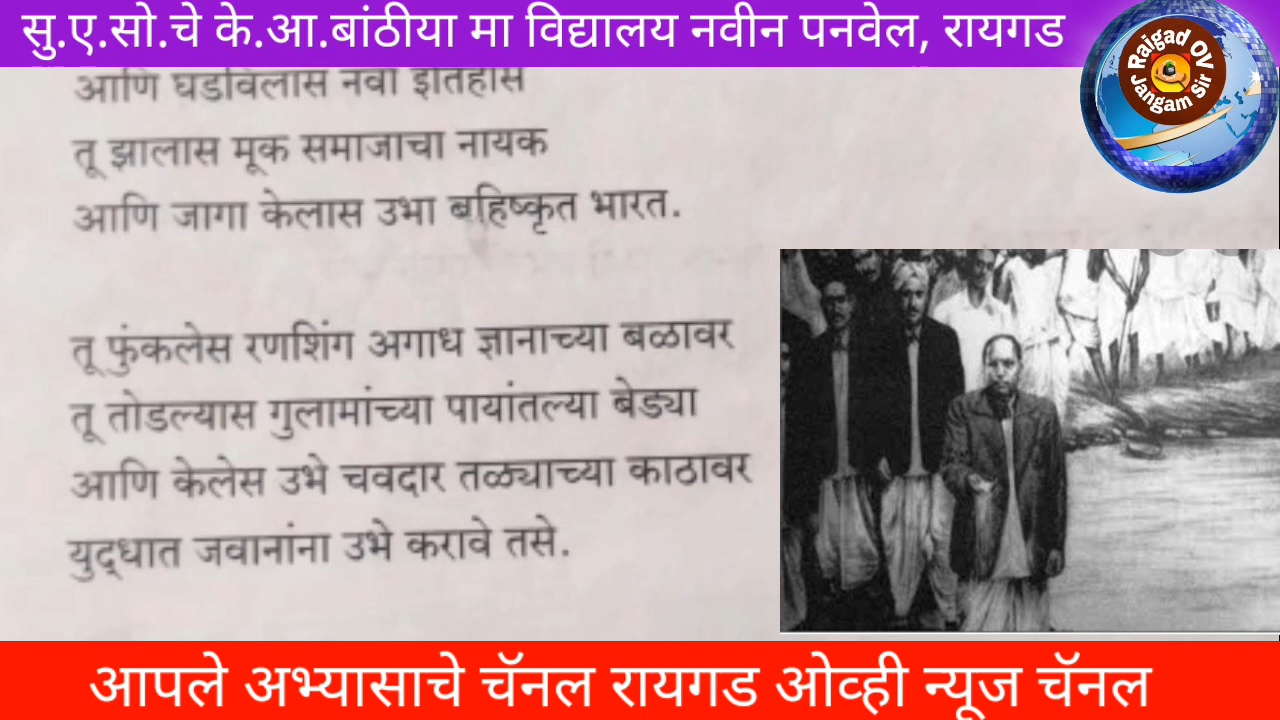 सु.ए.सो.चे के.आ.बांठीया मा विद्यालय नवीन पनवेल, रायगड
Raigad OV
Jangam Sir
आणि घडविलास नवा इतिहास
तू झालास मूक समाजाचा नायक
आणि जागा केलास उभा बहिष्कृत भारत.
तू फुंकलेस रणशिंग अगाध ज्ञानाच्या बळावर
तू तोडल्यास गुलामांच्या पायांतल्या बेड्या
आणि केलेस उभे चवदार तळ्याच्या काठावर
युद्धात जवानांना उभे करावे तसे.
आपले अभ्यासाचे चॅनल रायगड ओव्ही न्यूज चॅनल